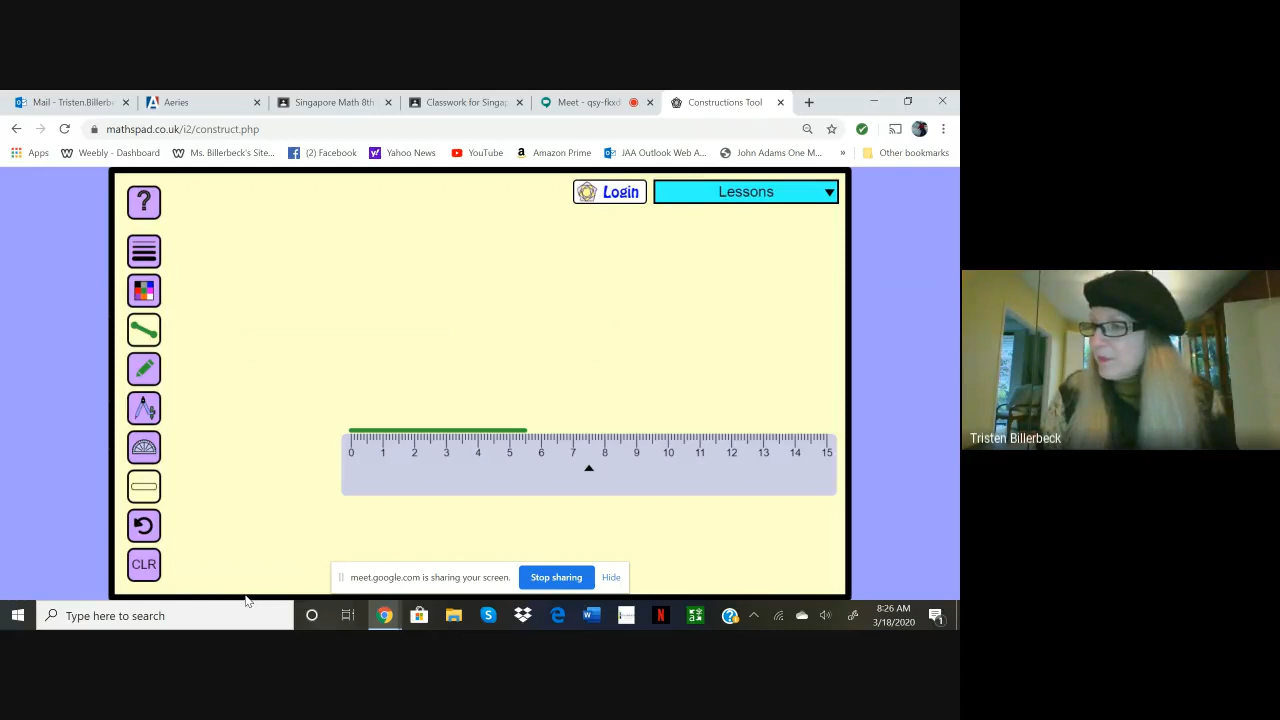 Mail - Tristen.Billerb
Aeries
Singapore Math 8th
Classwork for Singa
Meet - qsy-fkxd
Constructions Tool
mathspad.co.uk/i2/construct.php
Apps
Weebly - Dashboard
Ms. Billerbeck's Site...
(2) Facebook
Yahoo News
YouTube
Amazon Prime
JAA Outlook Web A...
John Adams One M...
»
Other bookmarks
?
Login
Lessons
0 1 2 3 4 5 6 7 8 9 10 11 12 13 14 15
CLR
meet.google.com is sharing your screen.
Stop sharing
Hide
Type here to search
8:26 AM
3/18/2020
1
Tristen Billerbeck